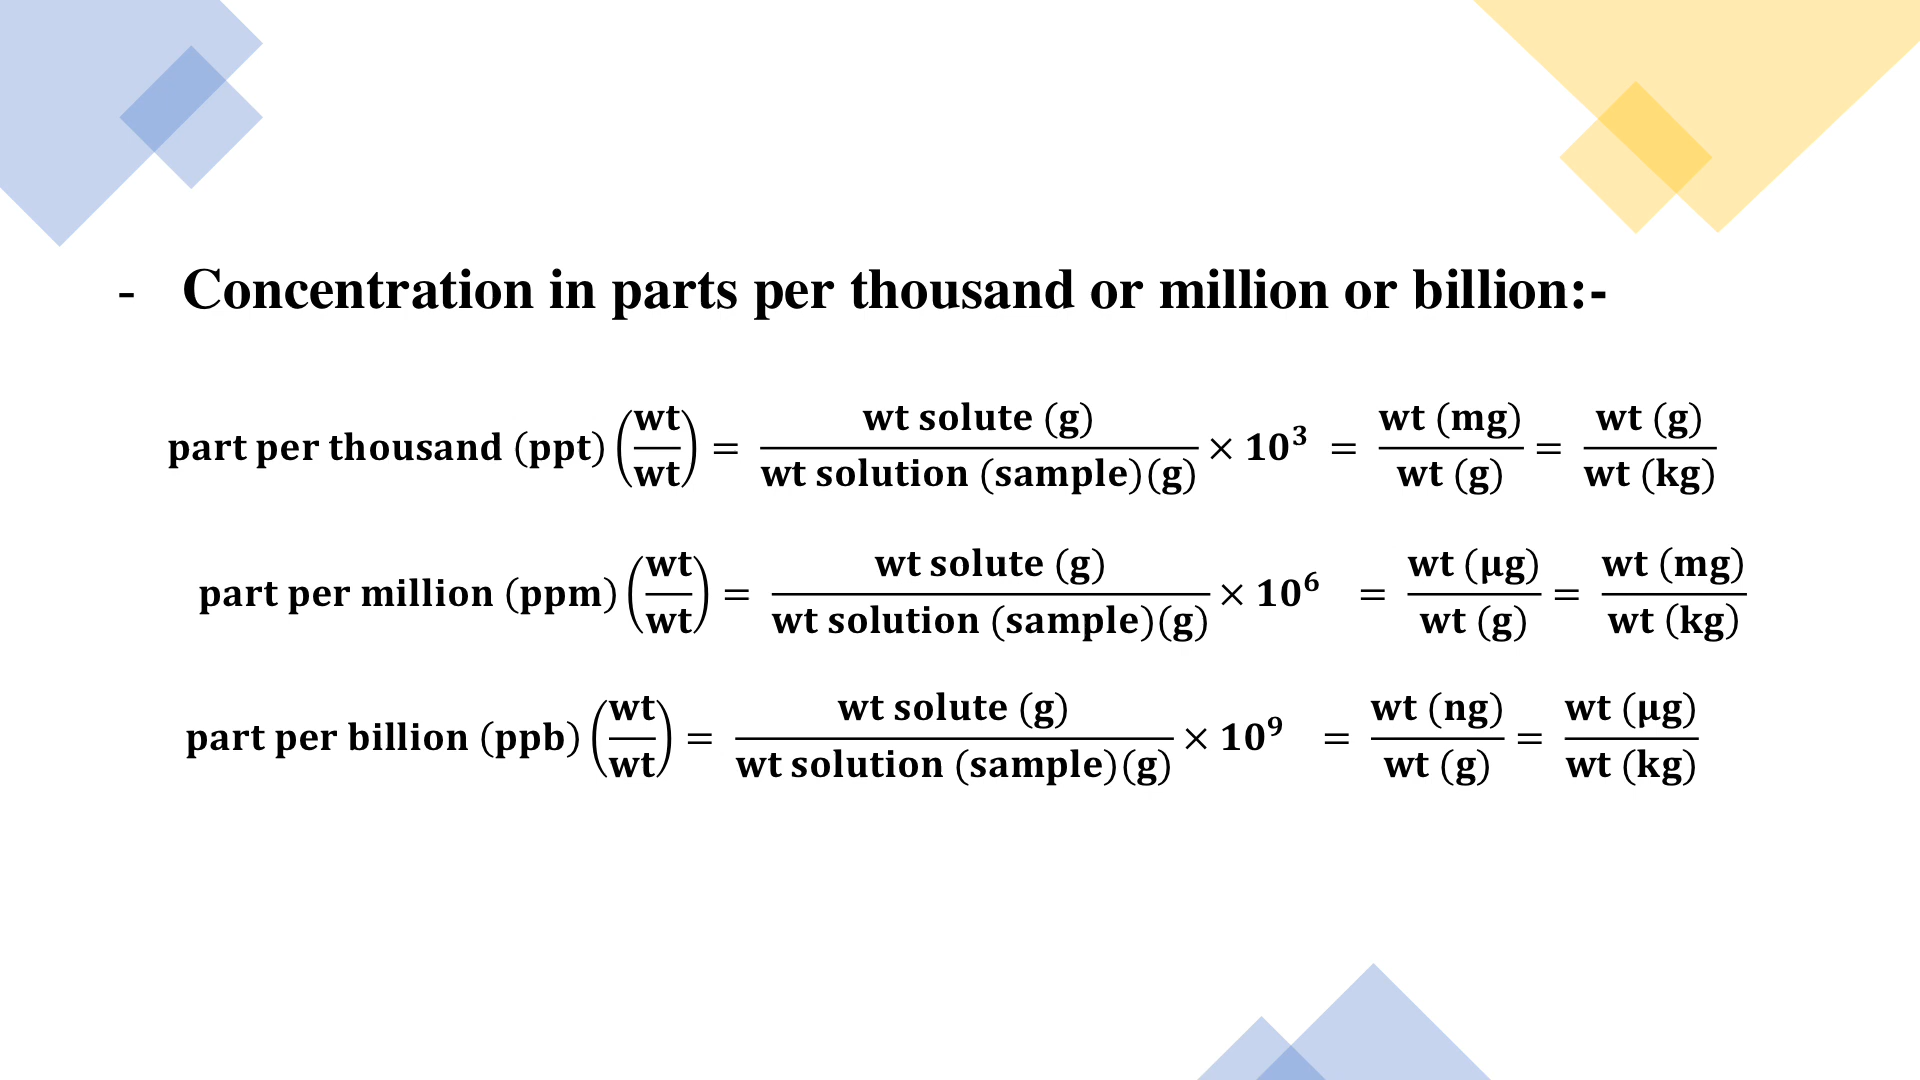 - Concentration in parts per thousand or million or billion:-
part per thousand (ppt) (wt/wt) = wt solute (g)/wt solution (sample)(g) × 10³ = wt (mg)/wt (g) = wt (g)/wt (kg)
part per million (ppm) (wt/wt) = wt solute (g)/wt solution (sample)(g) × 10⁶ = wt (µg)/wt (g) = wt (mg)/wt (kg)
part per billion (ppb) (wt/wt) = wt solute (g)/wt solution (sample)(g) × 10⁹ = wt (ng)/wt (g) = wt (µg)/wt (kg)